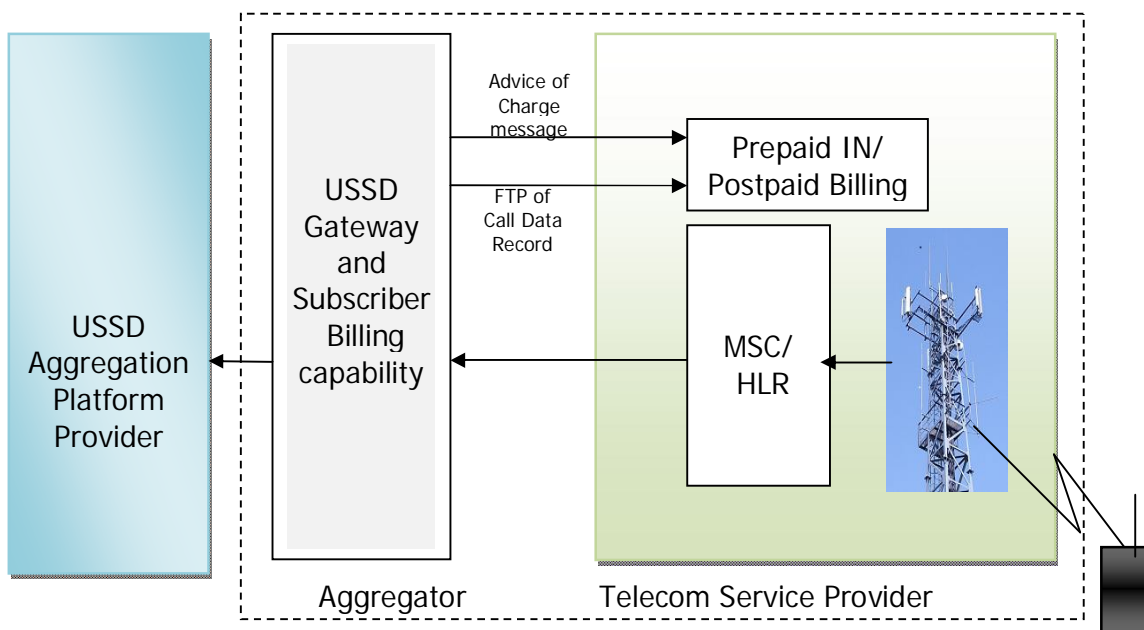 USSD
Aggregation
Platform
Provider
USSD
Gateway
and
Subscriber
Billing
capability
Advice of
Charge
message
FTP of
Call Data
Record
Prepaid IN/
Postpaid Billing
MSC/
HLR
Aggregator
Telecom Service Provider